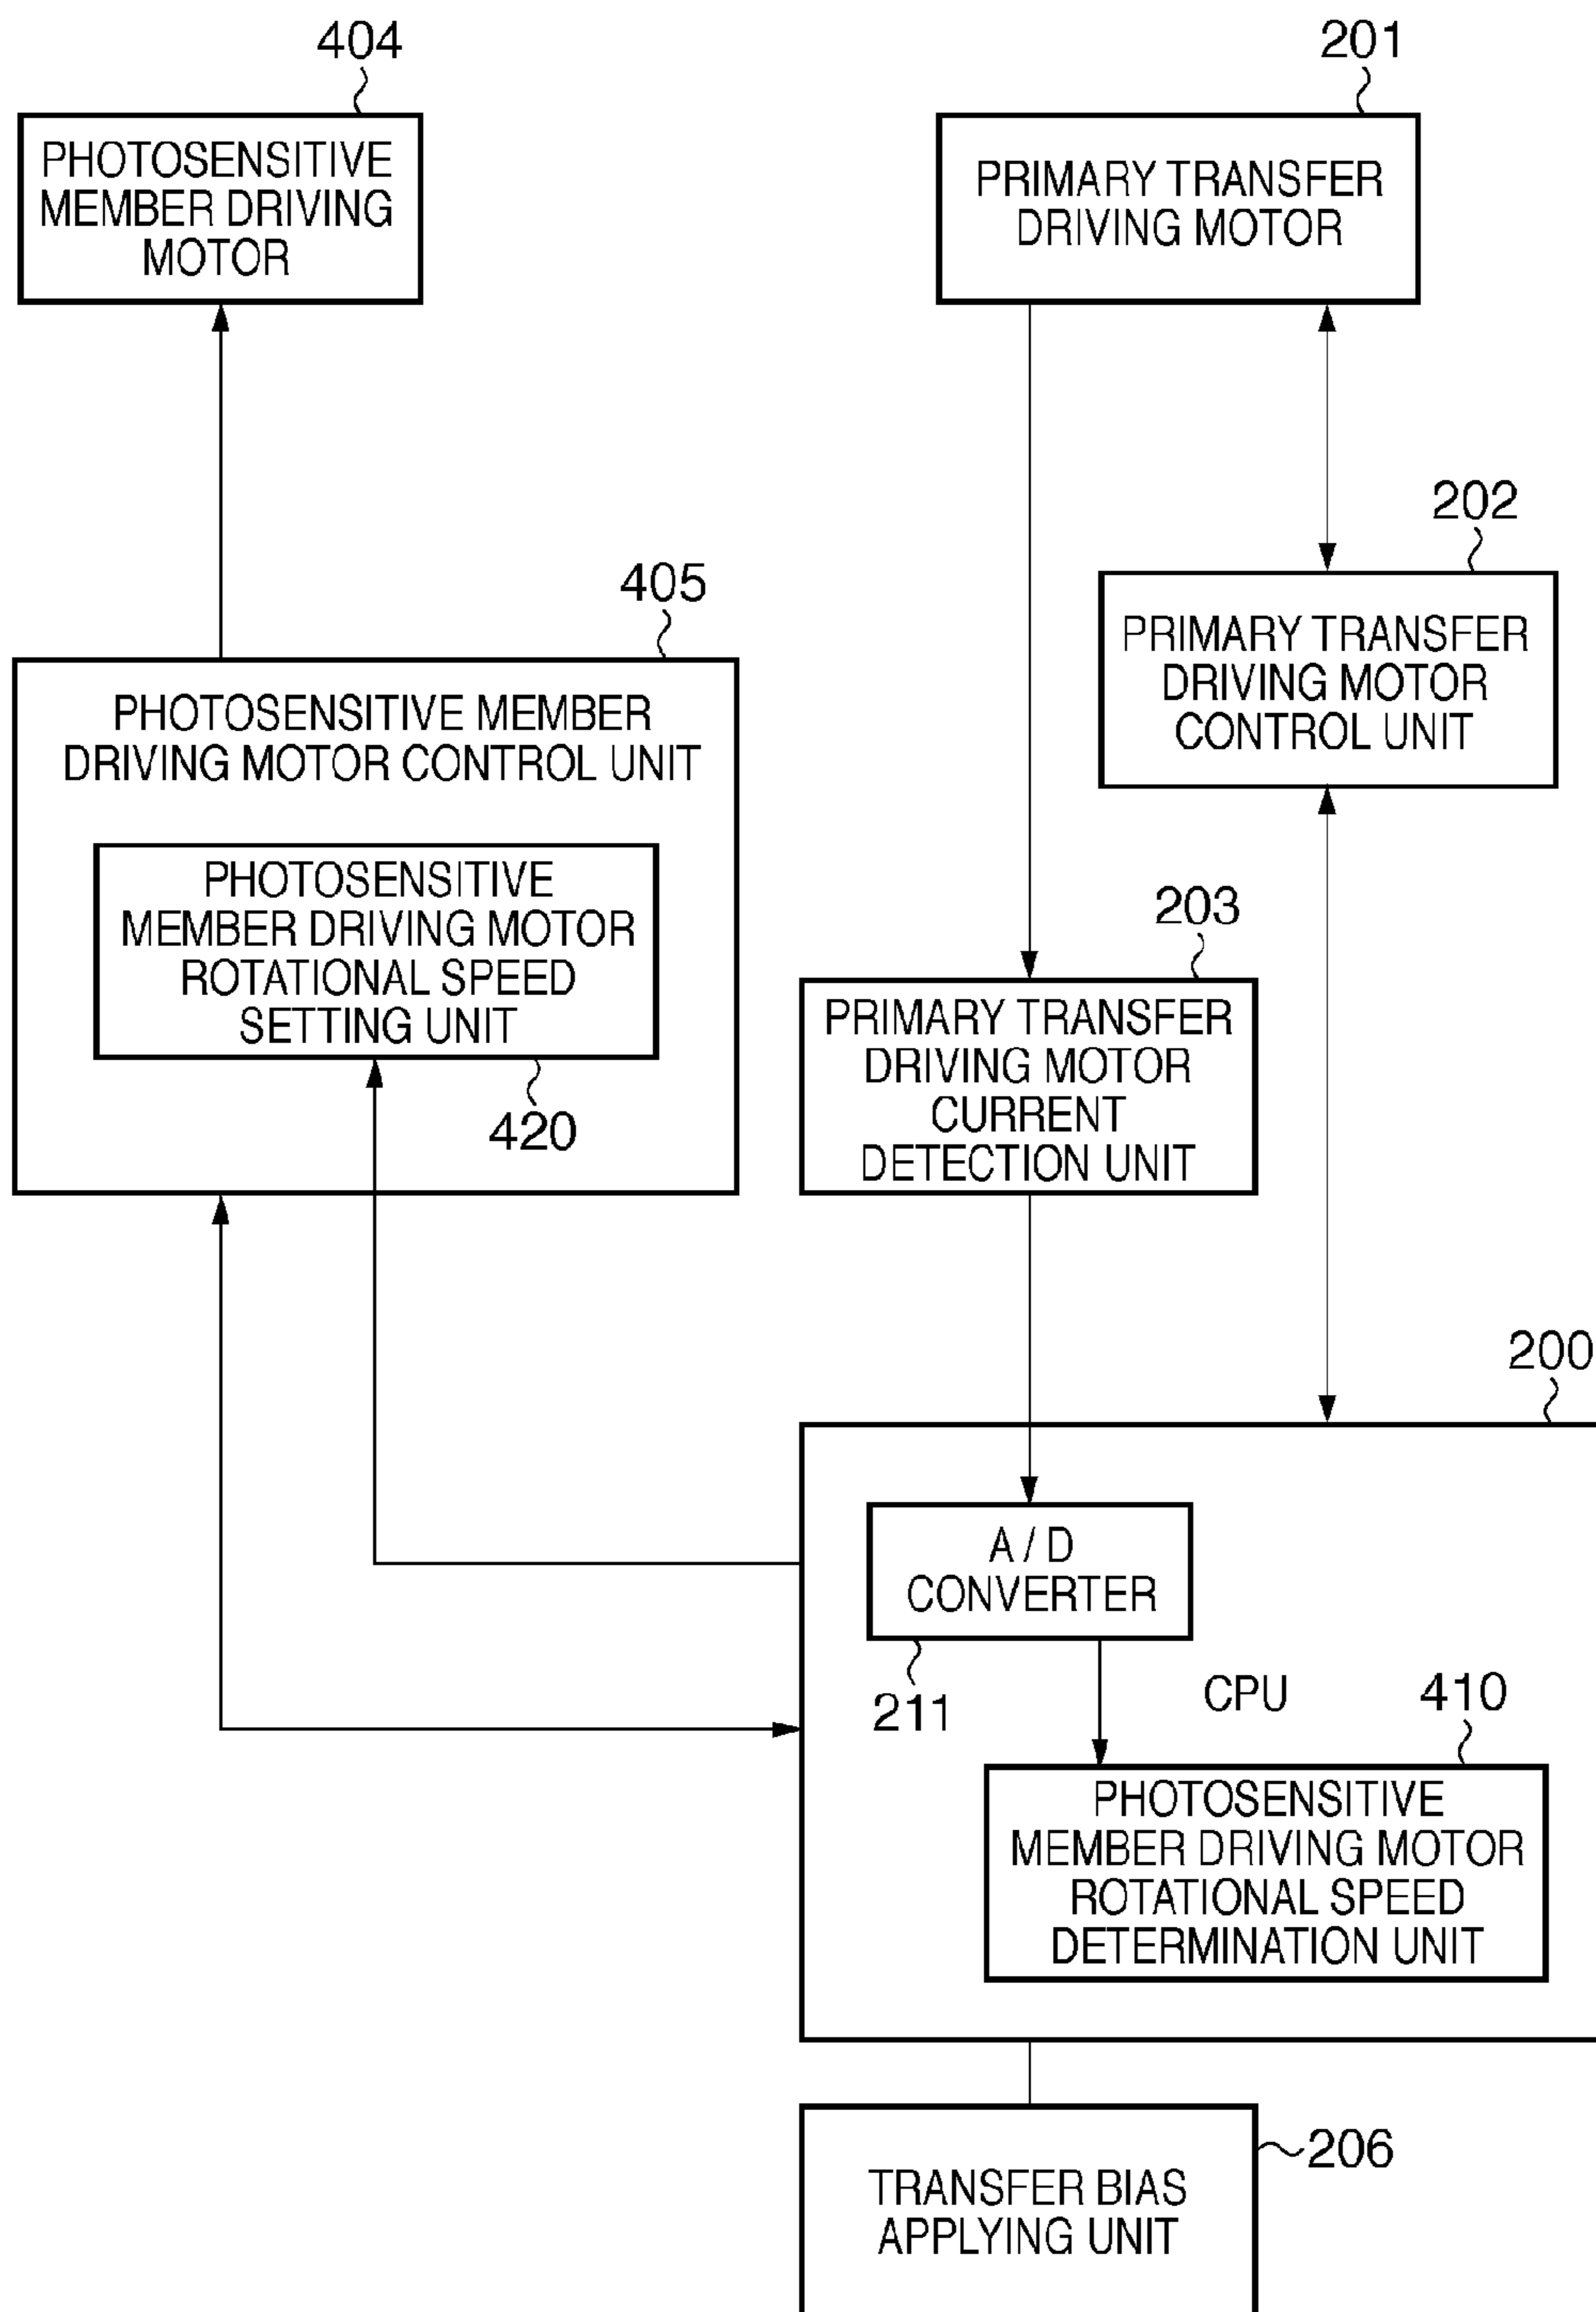 404
PHOTOSENSITIVE
MEMBER DRIVING
MOTOR
201
PRIMARY TRANSFER
DRIVING MOTOR
202
PRIMARY TRANSFER
DRIVING MOTOR
CONTROL UNIT
405
PHOTOSENSITIVE MEMBER
DRIVING MOTOR CONTROL UNIT
PHOTOSENSITIVE
MEMBER DRIVING MOTOR
ROTATIONAL SPEED
SETTING UNIT
420
203
PRIMARY TRANSFER
DRIVING MOTOR
CURRENT
DETECTION UNIT
200
A / D
CONVERTER
211
CPU
410
PHOTOSENSITIVE
MEMBER DRIVING MOTOR
ROTATIONAL SPEED
DETERMINATION UNIT
206
TRANSFER BIAS
APPLYING UNIT